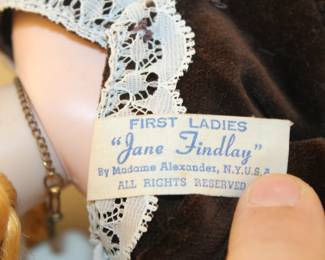 FIRST LADIES
"Jane Findlay"
By Madame Alexander, N.Y. U.S.A.
ALL RIGHTS RESERVED